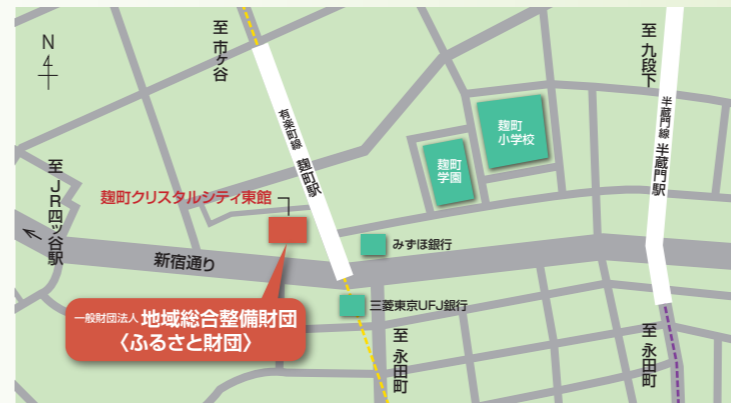 N
至 市ヶ谷
至 九段下
有楽町線 麹町駅
半蔵門線 半蔵門駅
麹町
小学校
麹町
学園
至 JR四ッ谷駅
麹町クリスタルシティ東館
みずほ銀行
新宿通り
三菱東京UFJ銀行
一般財団法人 地域総合整備財団
〈ふるさと財団〉
至 永田町
至 永田町